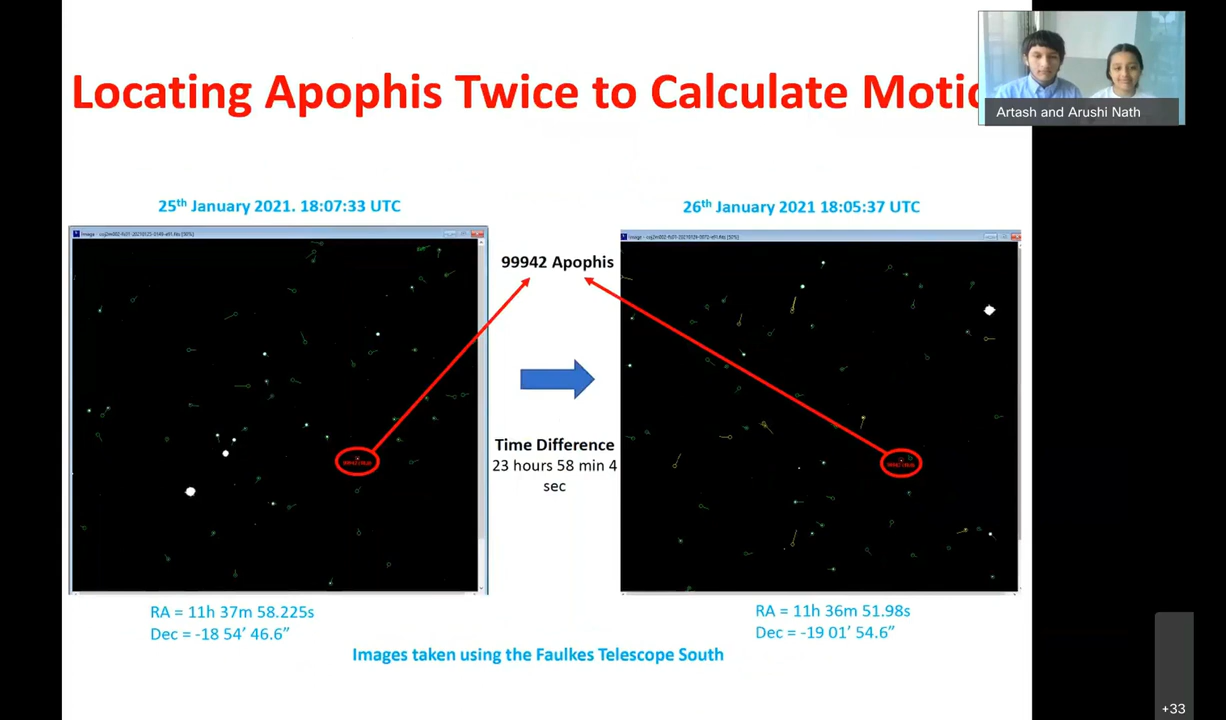 Locating Apophis Twice to Calculate Motio
Artash and Arushi Nath
25th January 2021. 18:07:33 UTC
26th January 2021 18:05:37 UTC
99942 Apophis
Time Difference
23 hours 58 min 4
sec
RA = 11h 37m 58.225s
Dec = -18 54’ 46.6”
RA = 11h 36m 51.98s
Dec = -19 01’ 54.6”
Images taken using the Faulkes Telescope South
+33